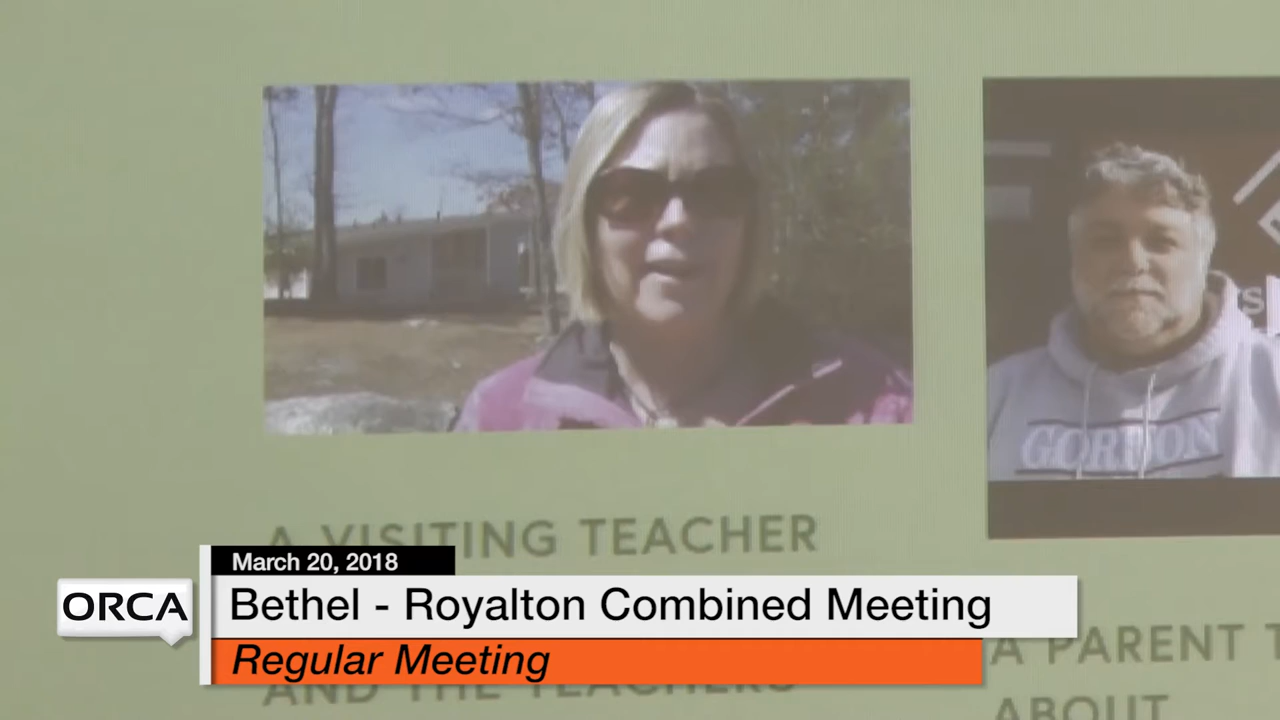 GORDON
A VISITING TEACHER
March 20, 2018
ORCA
Bethel - Royalton Combined Meeting
Regular Meeting
AND THE TEACHERS
A PARENT
ABOUT